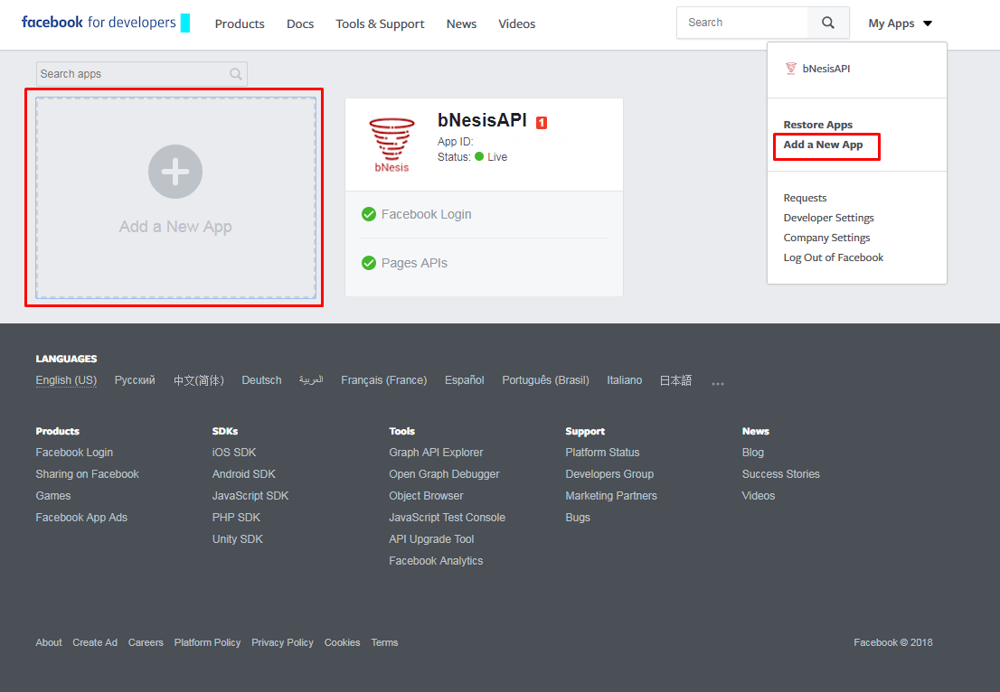 facebook for developers Products Docs Tools & Support News Videos Search My Apps
Search apps
Add a New App
bNesis
bNesisAPI 1
App ID:
Status: Live
Facebook Login
Pages APIs
bNesisAPI
Restore Apps
Add a New App
Requests
Developer Settings
Company Settings
Log Out of Facebook
LANGUAGES
English (US) Русский 中文(简体) Deutsch العربية Français (France) Español Português (Brasil) Italiano 日本語 ...
Products
Facebook Login
Sharing on Facebook
Games
Facebook App Ads
SDKs
iOS SDK
Android SDK
JavaScript SDK
PHP SDK
Unity SDK
Tools
Graph API Explorer
Open Graph Debugger
Object Browser
JavaScript Test Console
API Upgrade Tool
Facebook Analytics
Support
Platform Status
Developers Group
Marketing Partners
Bugs
News
Blog
Success Stories
Videos
About Create Ad Careers Platform Policy Privacy Policy Cookies Terms Facebook © 2018